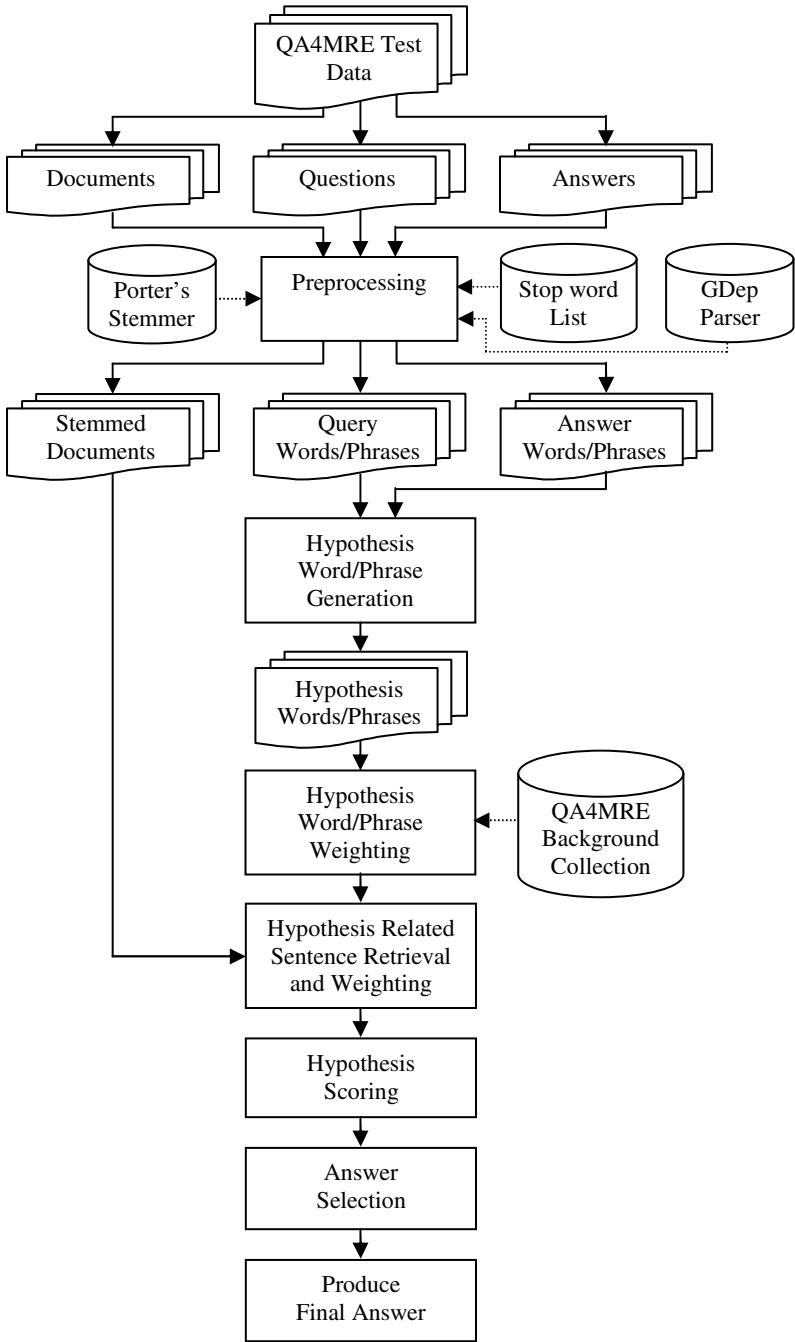 QA4MRE Test
Data
Documents
Questions
Answers
Porter's
Stemmer
Preprocessing
Stop word
List
GDep
Parser
Stemmed
Documents
Query
Words/Phrases
Answer
Words/Phrases
Hypothesis
Word/Phrase
Generation
Hypothesis
Words/Phrases
Hypothesis
Word/Phrase
Weighting
QA4MRE
Background
Collection
Hypothesis Related
Sentence Retrieval
and Weighting
Hypothesis
Scoring
Answer
Selection
Produce
Final Answer